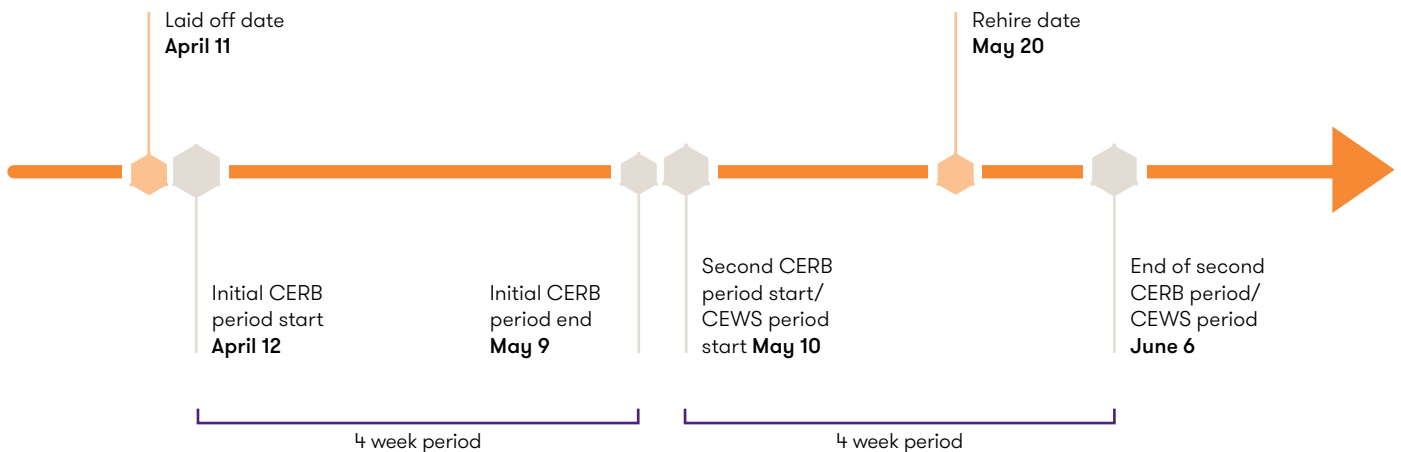 Laid off date
April 11
Rehire date
May 20
Initial CERB
period start
April 12
Initial CERB
period end
May 9
Second CERB
period start/
CEWS period
start May 10
End of second
CERB period/
CEWS period
June 6
4 week period
4 week period